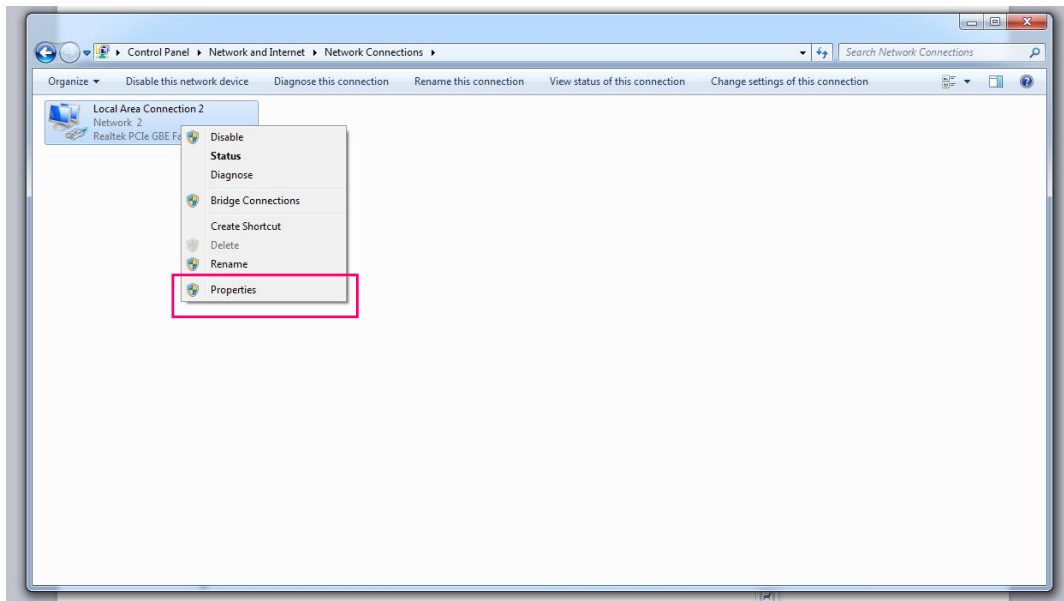 Control Panel Network and Internet Network Connections
Search Network Connections
Organize Disable this network device Diagnose this connection Rename this connection View status of this connection Change settings of this connection
Local Area Connection 2
Network 2
Realtek PCIe GBE Fa
Disable
Status
Diagnose
Bridge Connections
Create Shortcut
Delete
Rename
Properties